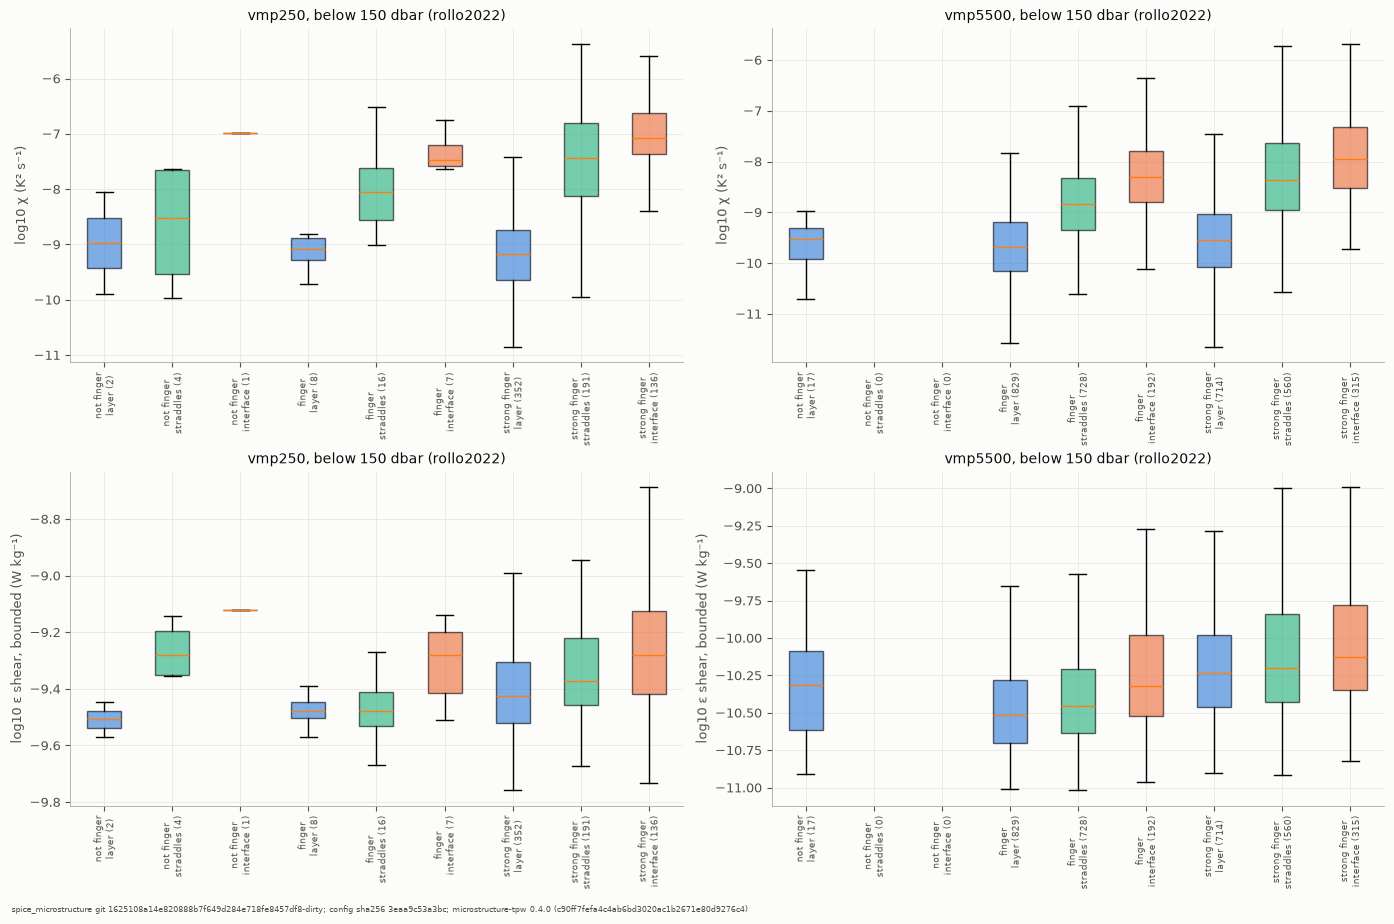 vmp250, below 150 dbar (rollo2022)
log10 χ (K² s⁻¹)
−6
−7
−8
−9
−10
−11
not finger
layer (2)
not finger
straddles (4)
not finger
interface (1)
finger
layer (8)
finger
straddles (16)
finger
interface (7)
strong finger
layer (352)
strong finger
straddles (191)
strong finger
interface (136)
vmp5500, below 150 dbar (rollo2022)
log10 χ (K² s⁻¹)
−6
−7
−8
−9
−10
−11
not finger
layer (17)
not finger
straddles (0)
not finger
interface (0)
finger
layer (829)
finger
straddles (728)
finger
interface (192)
strong finger
layer (714)
strong finger
straddles (560)
strong finger
interface (315)
vmp250, below 150 dbar (rollo2022)
log10 ε shear, bounded (W kg⁻¹)
−8.8
−9.0
−9.2
−9.4
−9.6
−9.8
not finger
layer (2)
not finger
straddles (4)
not finger
interface (1)
finger
layer (8)
finger
straddles (16)
finger
interface (7)
strong finger
layer (352)
strong finger
straddles (191)
strong finger
interface (136)
vmp5500, below 150 dbar (rollo2022)
log10 ε shear, bounded (W kg⁻¹)
−9.00
−9.25
−9.50
−9.75
−10.00
−10.25
−10.50
−10.75
−11.00
not finger
layer (17)
not finger
straddles (0)
not finger
interface (0)
finger
layer (829)
finger
straddles (728)
finger
interface (192)
strong finger
layer (714)
strong finger
straddles (560)
strong finger
interface (315)
spice_microstructure git 1625108a14e820888b7f649d284e718fe8457df8-dirty; config sha256 3eaa9c53a3bc; microstructure-tpw 0.4.0 (c90ff7fefa4c4ab6bd3020ac1b2671e80d9276c4)